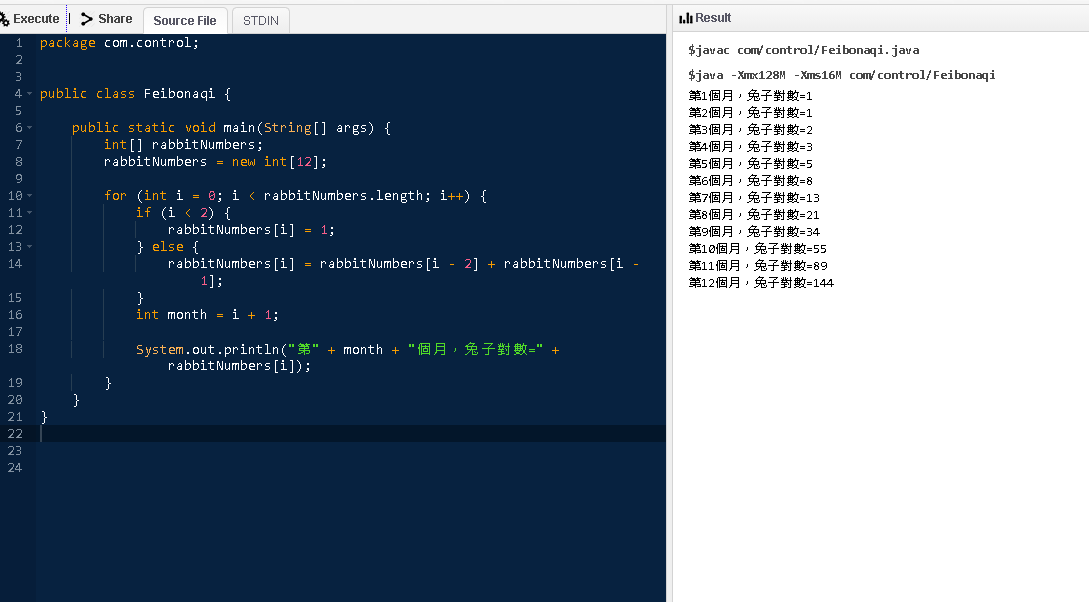 Execute | Share Source File STDIN
1 package com.control;
2
3
4 public class Feibonaqi {
5
6 public static void main(String[] args) {
7 int[] rabbitNumbers;
8 rabbitNumbers = new int[12];
9
10 for (int i = 0; i < rabbitNumbers.length; i++) {
11 if (i < 2) {
12 rabbitNumbers[i] = 1;
13 } else {
14 rabbitNumbers[i] = rabbitNumbers[i - 2] + rabbitNumbers[i -
1];
15 }
16 int month = i + 1;
17
18 System.out.println("第" + month + "個月，兔子對數=" +
rabbitNumbers[i]);
19 }
20 }
21 }
22
23
24
Result
$javac com/control/Feibonaqi.java
$java -Xmx128M -Xms16M com/control/Feibonaqi
第1個月，兔子對數=1
第2個月，兔子對數=1
第3個月，兔子對數=2
第4個月，兔子對數=3
第5個月，兔子對數=5
第6個月，兔子對數=8
第7個月，兔子對數=13
第8個月，兔子對數=21
第9個月，兔子對數=34
第10個月，兔子對數=55
第11個月，兔子對數=89
第12個月，兔子對數=144